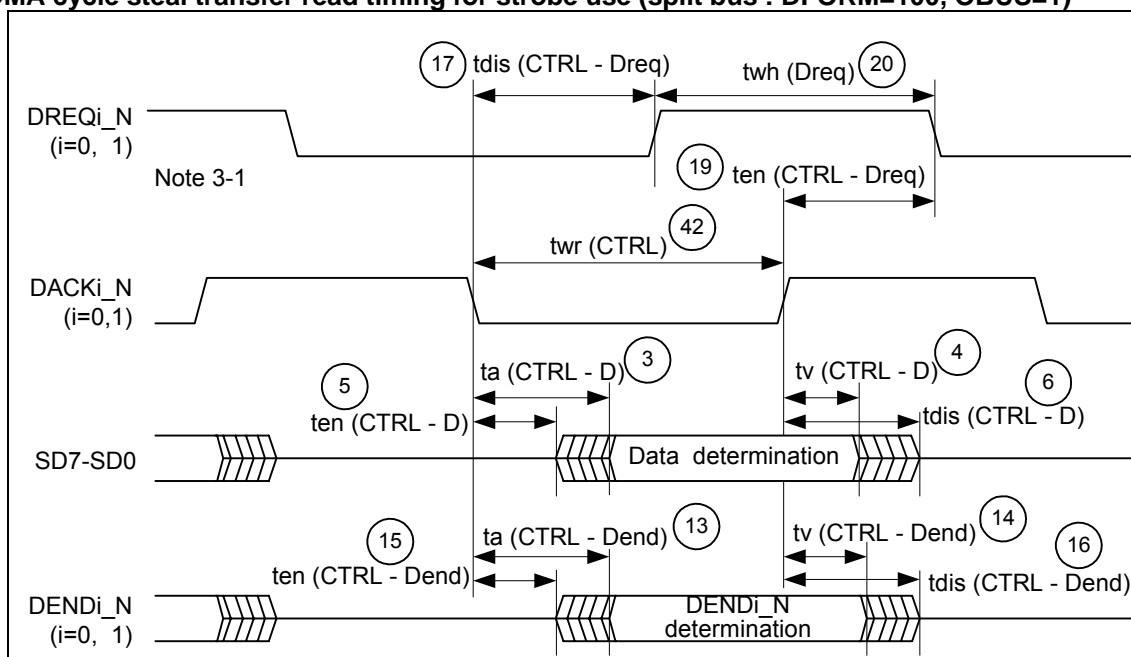 DMA cycle steal transfer read timing for strobe use (split bus : DFORM=100, OBUS=1)
17 tdis (CTRL - Dreq)
twh (Dreq) 20
DREQi_N
(i=0, 1)
Note 3-1
19 ten (CTRL - Dreq)
twr (CTRL) 42
DACKi_N
(i=0,1)
5 ten (CTRL - D)
ta (CTRL - D) 3
tv (CTRL - D) 4
6 tdis (CTRL - D)
SD7-SD0
Data determination
15 ten (CTRL - Dend)
ta (CTRL - Dend) 13
tv (CTRL - Dend) 14
16 tdis (CTRL - Dend)
DENDi_N
(i=0, 1)
DENDi_N
determination